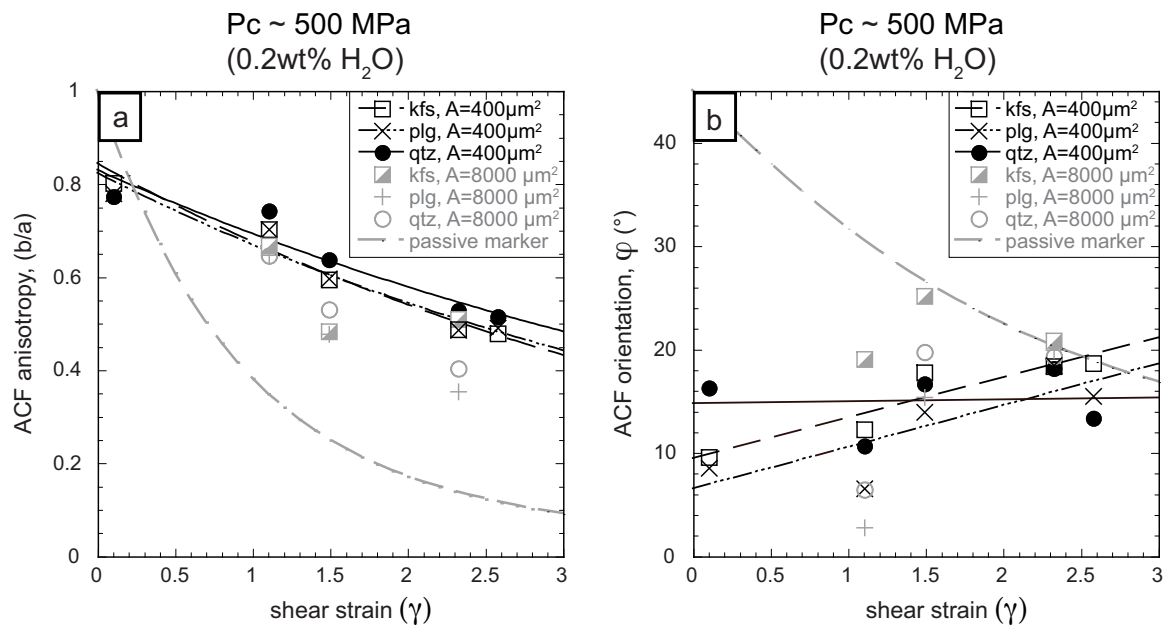 Pc ~ 500 MPa
(0.2wt% H₂O)
a
kfs, A=400µm²
plg, A=400µm²
qtz, A=400µm²
kfs, A=8000 µm²
plg, A=8000 µm²
qtz, A=8000 µm²
passive marker
ACF anisotropy, (b/a)
1
0.8
0.6
0.4
0.2
0
0 0.5 1 1.5 2 2.5 3
shear strain (γ)
Pc ~ 500 MPa
(0.2wt% H₂O)
b
kfs, A=400µm²
plg, A=400µm²
qtz, A=400µm²
kfs, A=8000 µm²
plg, A=8000 µm²
qtz, A=8000 µm²
passive marker
ACF orientation, φ (°)
40
30
20
10
0
0 0.5 1 1.5 2 2.5 3
shear strain (γ)